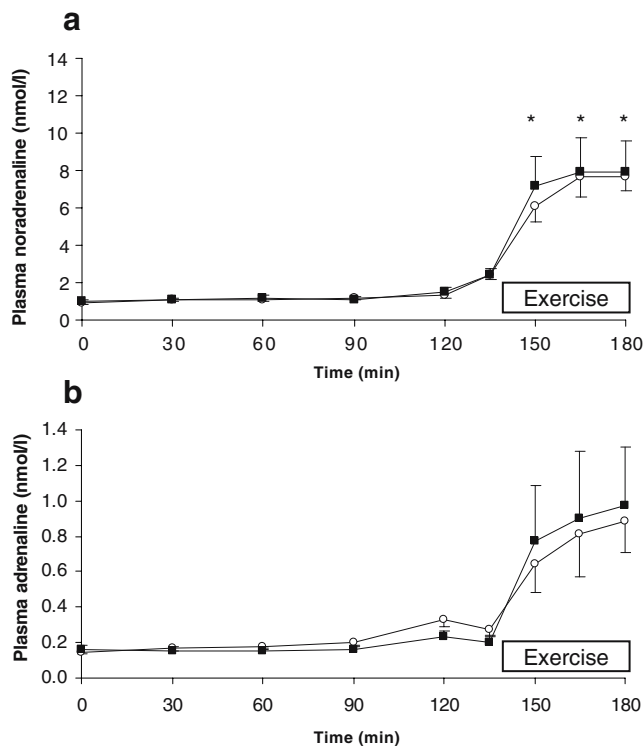 a
Plasma noradrenaline (nmol/l)
14
12
10
8
6
4
2
0
* * *
Exercise
0 30 60 90 120 150 180
Time (min)
b
Plasma adrenaline (nmol/l)
1.4
1.2
1.0
0.8
0.6
0.4
0.2
0.0
Exercise
0 30 60 90 120 150 180
Time (min)